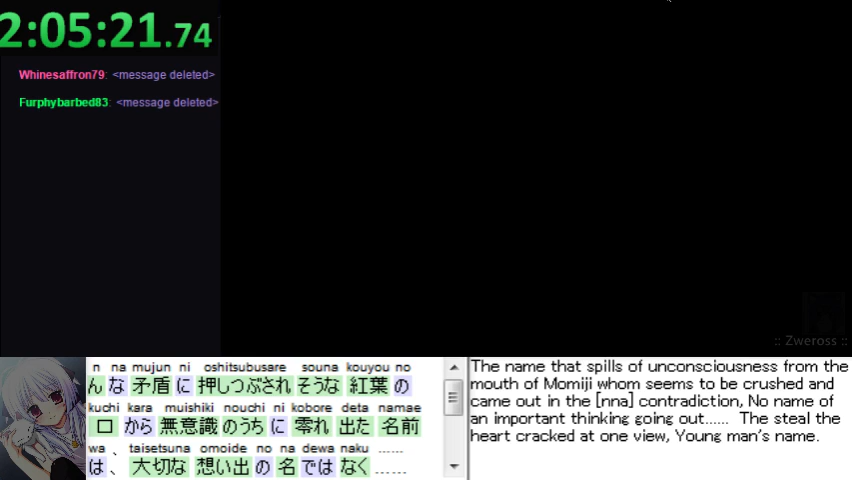 2:05:21.74
Whinesaffron79: <message deleted>
Furphybarbed83: <message deleted>
:: Zweross ::
n na mujun ni oshitsubusare souna kouyou no
んな矛盾に押しつぶされそうな紅葉の
kuchi kara muishiki nouchi ni kobore deta namae
口から無意識のうちに零れ出た名前
wa 、 taisetsuna omoide no na dewa naku ……
は、大切な想い出の名ではなく……
The name that spills of unconsciousness from the
mouth of Momiji whom seems to be crushed and
came out in the [nna] contradiction, No name of
an important thinking going out...... The steal the
heart cracked at one view, Young man's name.